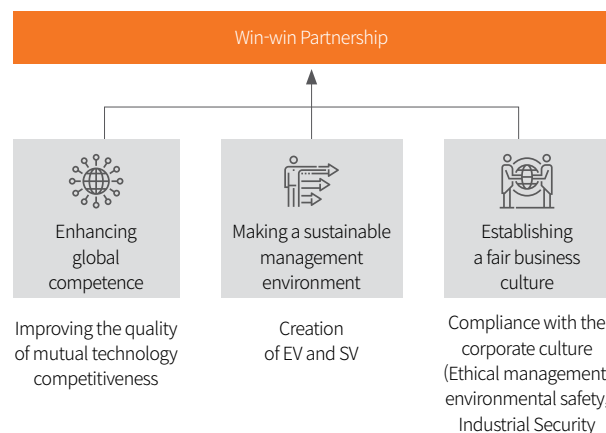 Win-win Partnership
Enhancing
global
competence
Making a sustainable
management
environment
Establishing
a fair business
culture
Improving the quality
of mutual technology
competitiveness
Creation
of EV and SV
Compliance with the
corporate culture
(Ethical management
environmental safety,
Industrial Security